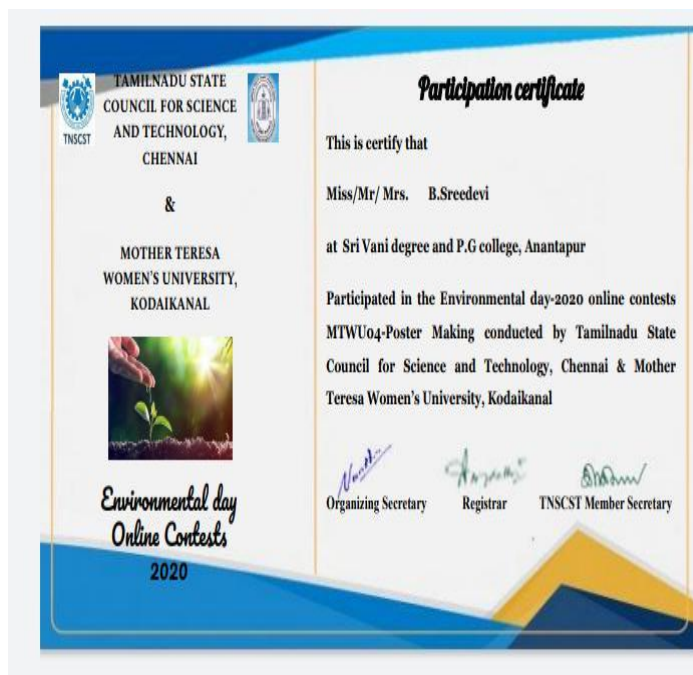 TAMILNADU STATE
COUNCIL FOR SCIENCE
AND TECHNOLOGY,
CHENNAI
TNSCST
&
MOTHER TERESA
WOMEN'S UNIVERSITY,
KODAIKANAL
Environmental day
Online Contests
2020
Participation certificate
This is certify that
Miss/Mr/ Mrs. B.Sreedevi
at Sri Vani degree and P.G college, Anantapur
Participated in the Environmental day-2020 online contests
MTWU04-Poster Making conducted by Tamilnadu State
Council for Science and Technology, Chennai & Mother
Teresa Women's University, Kodaikanal
Organizing Secretary Registrar TNSCST Member Secretary